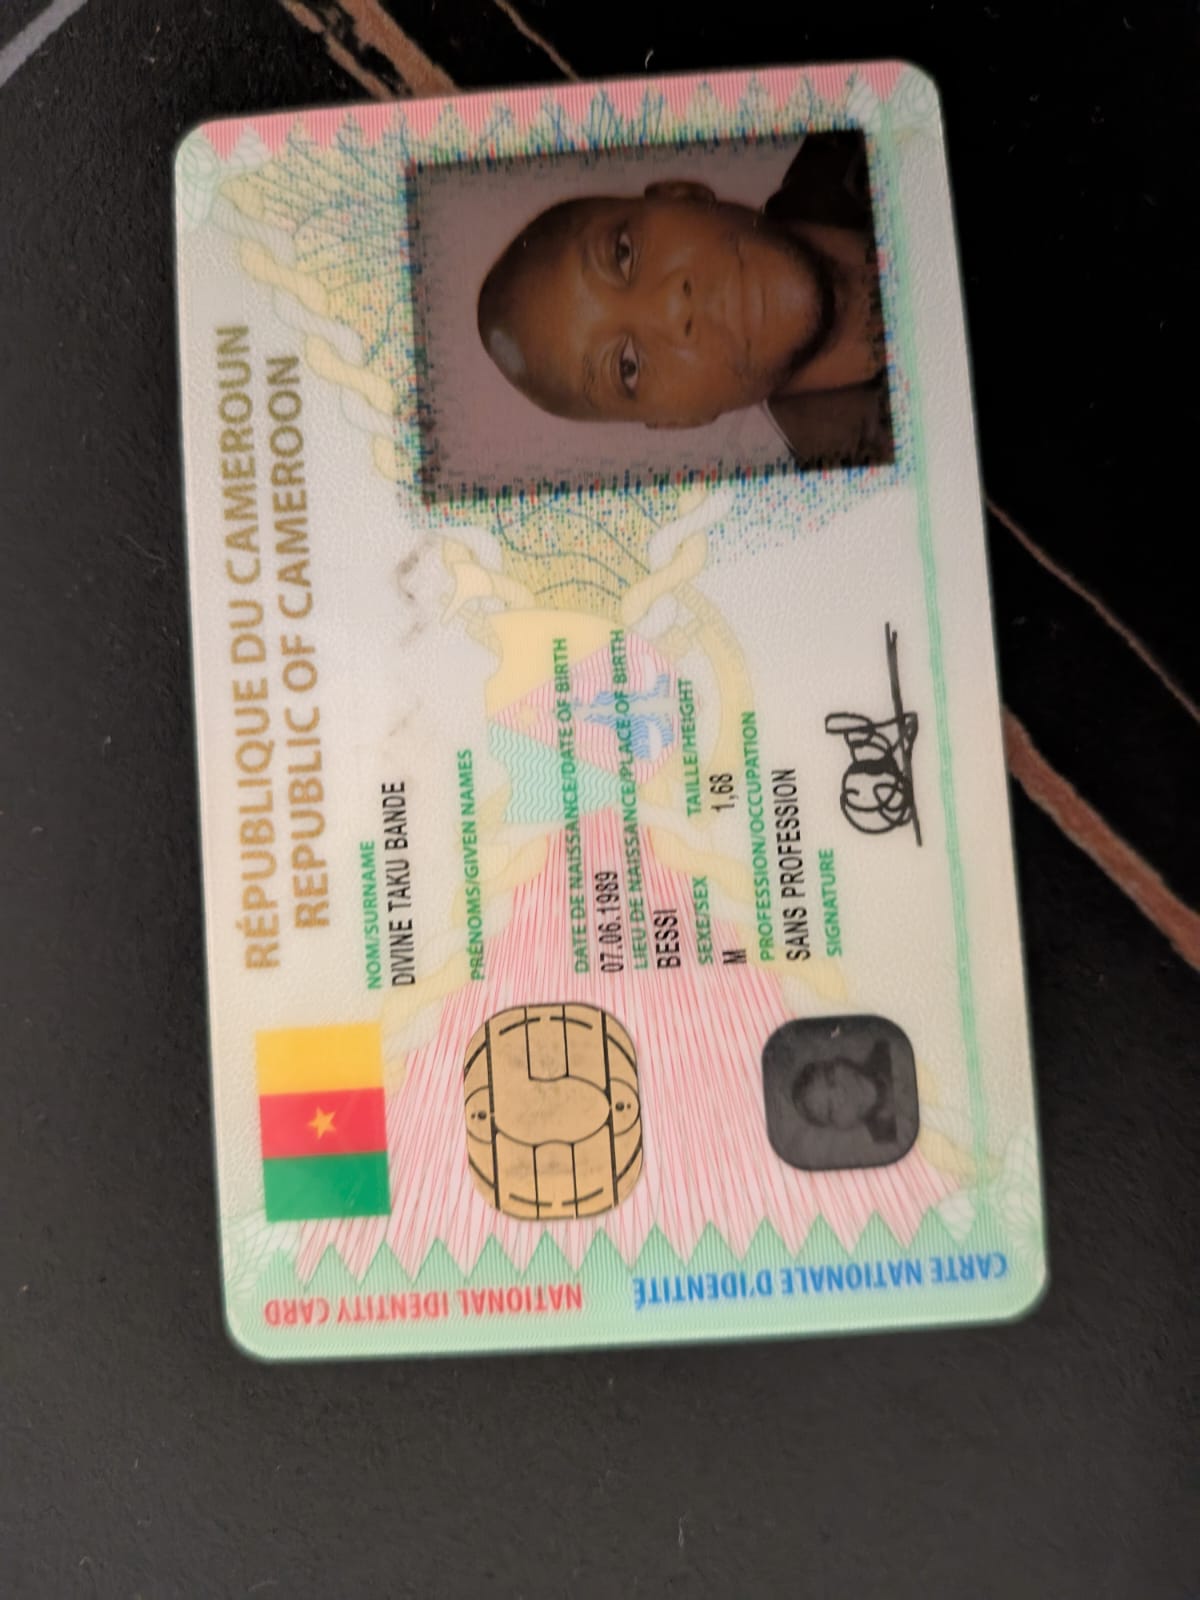 RÉPUBLIQUE DU CAMEROUN
REPUBLIC OF CAMEROON
NOM/SURNAME
DIVINE TAKU BANDE
PRÉNOMS/GIVEN NAMES
DATE DE NAISSANCE/DATE OF BIRTH
07.06.1989
LIEU DE NAISSANCE/PLACE OF BIRTH
BESSI
SEXE/SEX TAILLE/HEIGHT
M 1,68
PROFESSION/OCCUPATION
SANS PROFESSION
SIGNATURE
NATIONAL IDENTITY CARD
CARTE NATIONALE D'IDENTITÉ